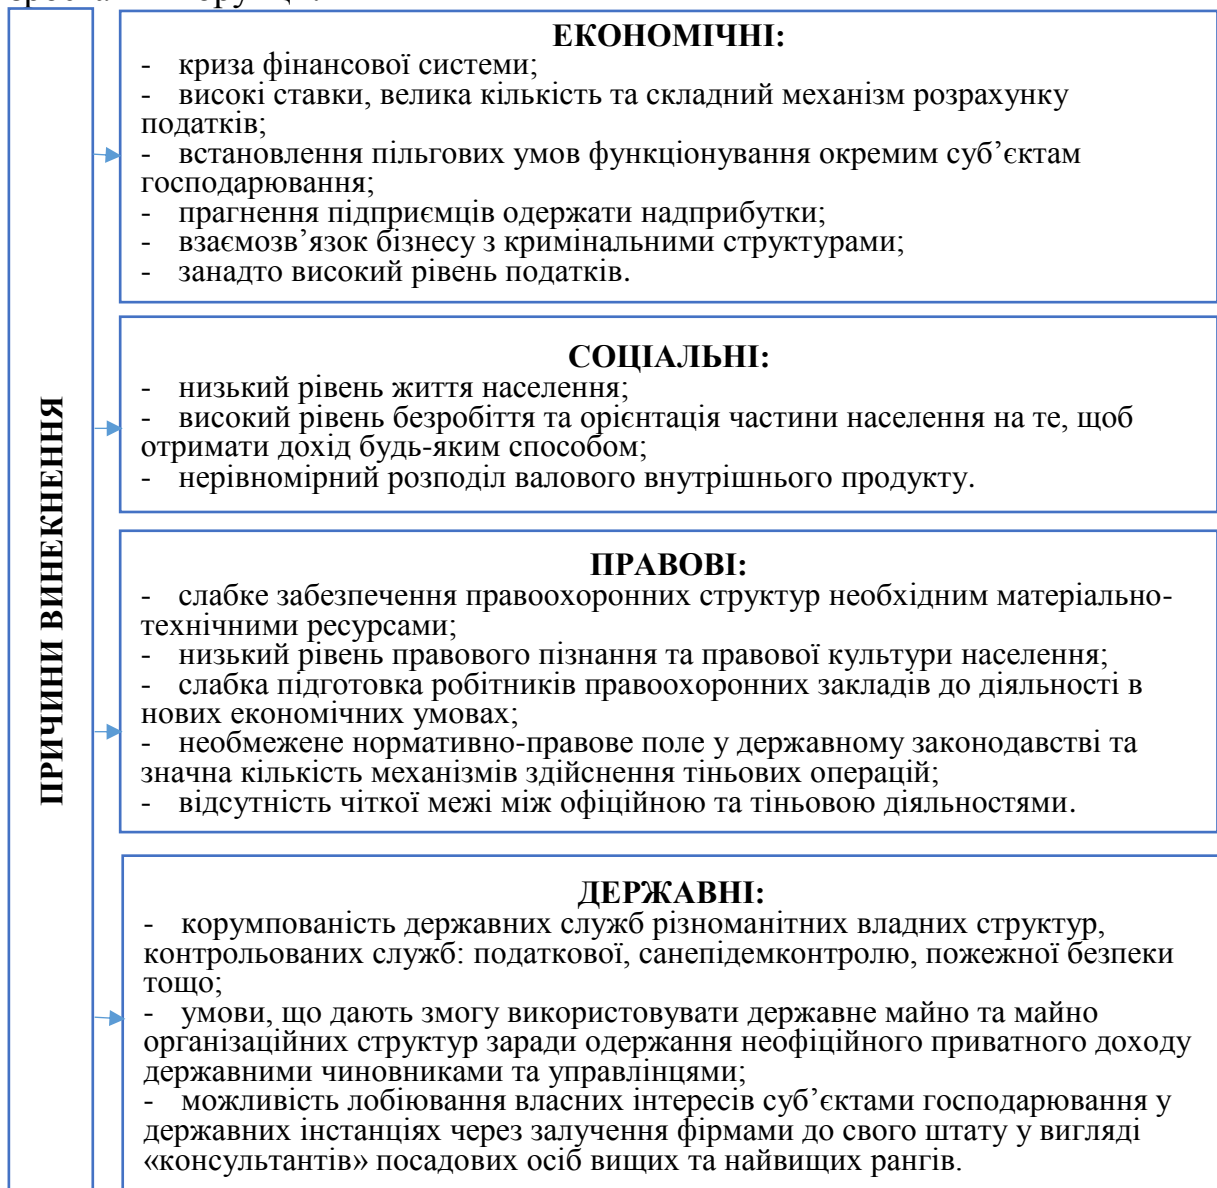 ПРИЧИНИ ВИНЕКНЕННЯ
ЕКОНОМІЧНІ:
- криза фінансової системи;
- високі ставки, велика кількість та складний механізм розрахунку
податків;
- встановлення пільгових умов функціонування окремим суб’єктам
господарювання;
- прагнення підприємців одержати надприбутки;
- взаємозв’язок бізнесу з кримінальними структурами;
- занадто високий рівень податків.
СОЦІАЛЬНІ:
- низький рівень життя населення;
- високий рівень безробіття та орієнтація частини населення на те, щоб
отримати дохід будь-яким способом;
- нерівномірний розподіл валового внутрішнього продукту.
ПРАВОВІ:
- слабке забезпечення правоохоронних структур необхідним матеріально-
технічними ресурсами;
- низький рівень правового пізнання та правової культури населення;
- слабка підготовка робітників правоохоронних закладів до діяльності в
нових економічних умовах;
- необмежене нормативно-правове поле у державному законодавстві та
значна кількість механізмів здійснення тіньових операцій;
- відсутність чіткої межі між офіційною та тіньовою діяльностями.
ДЕРЖАВНІ:
- корумпованість державних служб різноманітних владних структур,
контрольованих служб: податкової, санепідемконтролю, пожежної безпеки
тощо;
- умови, що дають змогу використовувати державне майно та майно
організаційних структур заради одержання неофіційного приватного доходу
державними чиновниками та управлінцями;
- можливість лобіювання власних інтересів суб’єктами господарювання у
державних інстанціях через залучення фірмами до свого штату у вигляді
«консультантів» посадових осіб вищих та найвищих рангів.